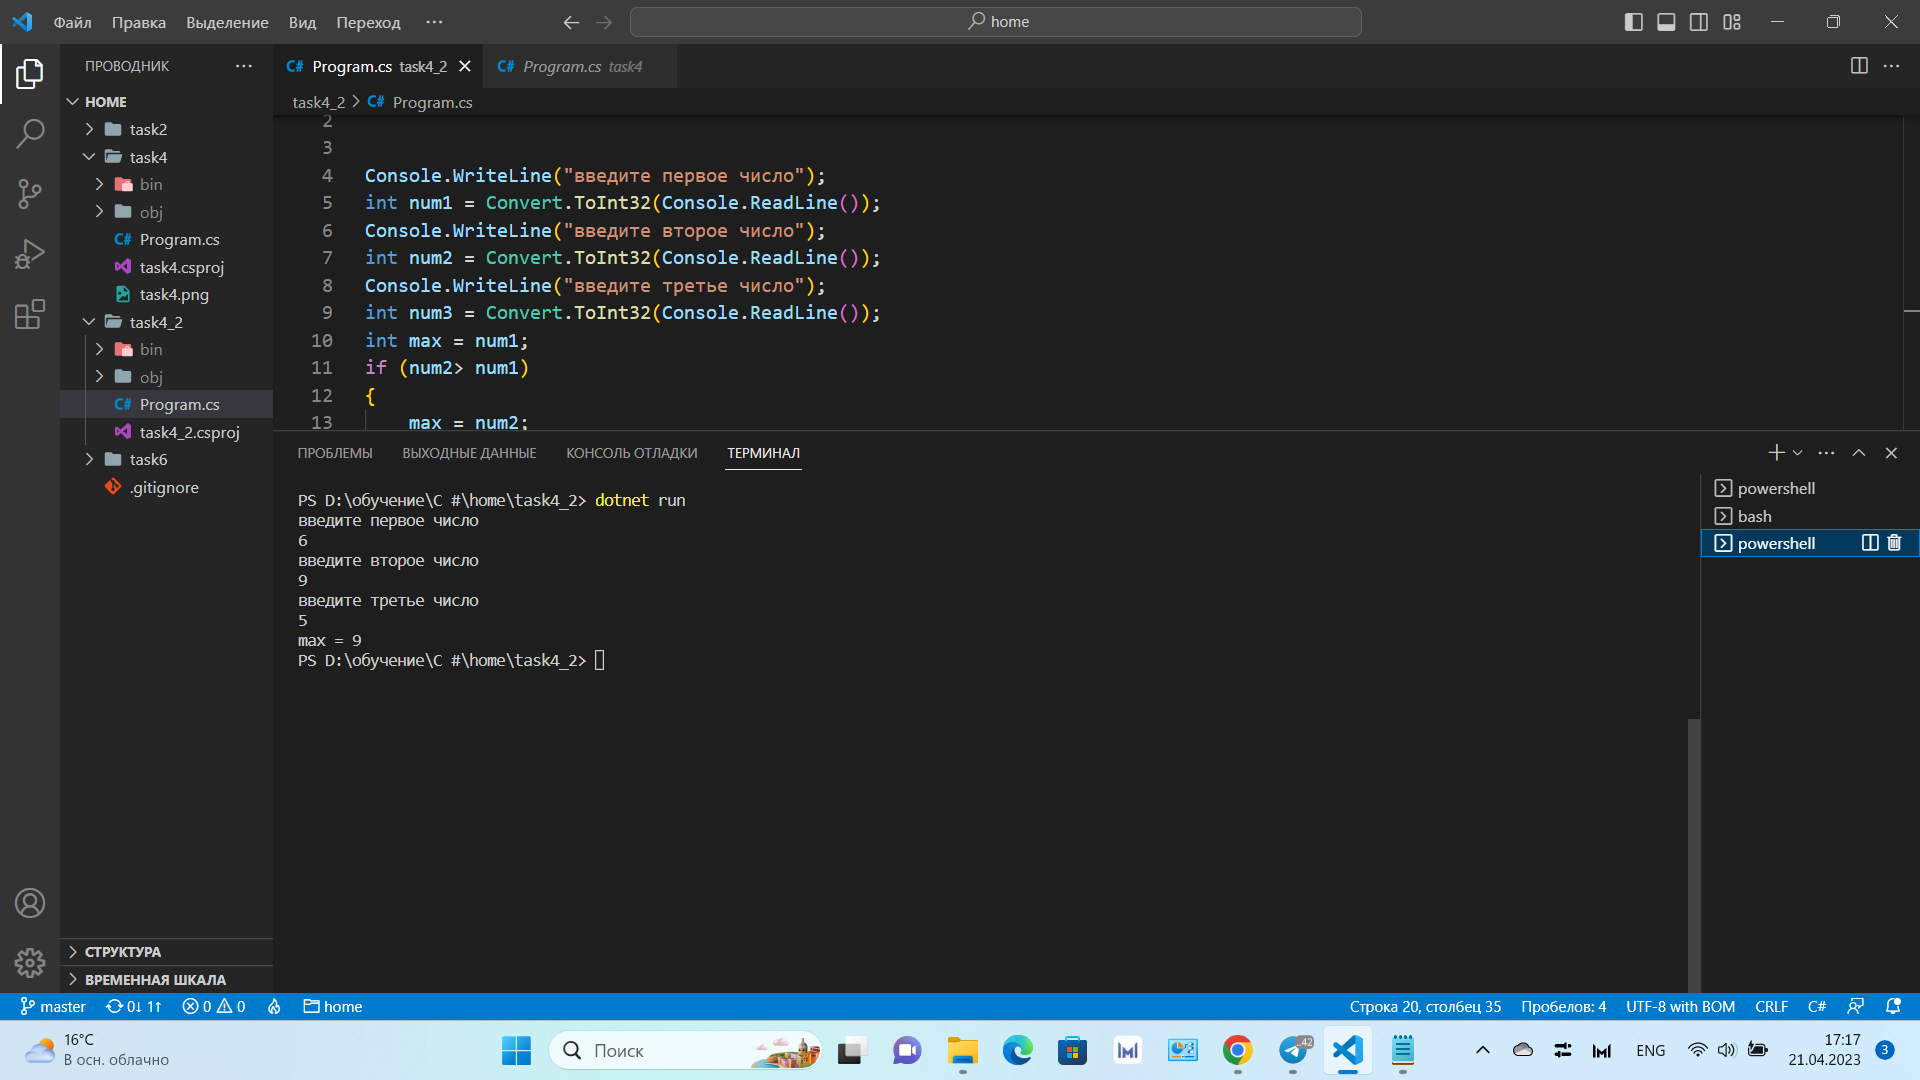 Файл Правка Выделение Вид Переход ··· home
ПРОВОДНИК ···
HOME
task2
task4
bin
obj
C# Program.cs
task4.csproj
task4.png
task4_2
bin
obj
C# Program.cs
task4_2.csproj
task6
.gitignore
СТРУКТУРА
ВРЕМЕННАЯ ШКАЛА
C# Program.cs task4_2 C# Program.cs task4
task4_2 > C# Program.cs
2
3
4 Console.WriteLine("введите первое число");
5 int num1 = Convert.ToInt32(Console.ReadLine());
6 Console.WriteLine("введите второе число");
7 int num2 = Convert.ToInt32(Console.ReadLine());
8 Console.WriteLine("введите третье число");
9 int num3 = Convert.ToInt32(Console.ReadLine());
10 int max = num1;
11 if (num2> num1)
12 {
13 max = num2;
ПРОБЛЕМЫ ВЫХОДНЫЕ ДАННЫЕ КОНСОЛЬ ОТЛАДКИ ТЕРМИНАЛ
PS D:\обучение\C #\home\task4_2> dotnet run
введите первое число
6
введите второе число
9
введите третье число
5
max = 9
PS D:\обучение\C #\home\task4_2>
powershell
bash
powershell
master 0↓ 1↑ 0 0 home Строка 20, столбец 35 Пробелов: 4 UTF-8 with BOM CRLF C#
16°C
В осн. облачно
Поиск
42
ENG
17:17
21.04.2023
3